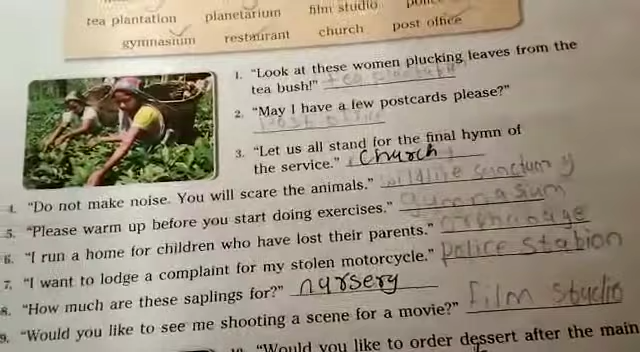 tea plantation planetarium film studio
gymnasium restaurant church post office
1. "Look at these women plucking leaves from the
tea bush!" tea plantation
2. "May I have a few postcards please?"
post office
3. "Let us all stand for the final hymn of
the service." church
4. "Do not make noise. You will scare the animals." wildlife sanctuary
5. "Please warm up before you start doing exercises." gymnasium
6. "I run a home for children who have lost their parents." orphanage
7. "I want to lodge a complaint for my stolen motorcycle." police station
8. "How much are these saplings for?" nursery
9. "Would you like to see me shooting a scene for a movie?" film studio
"Would you like to order dessert after the main